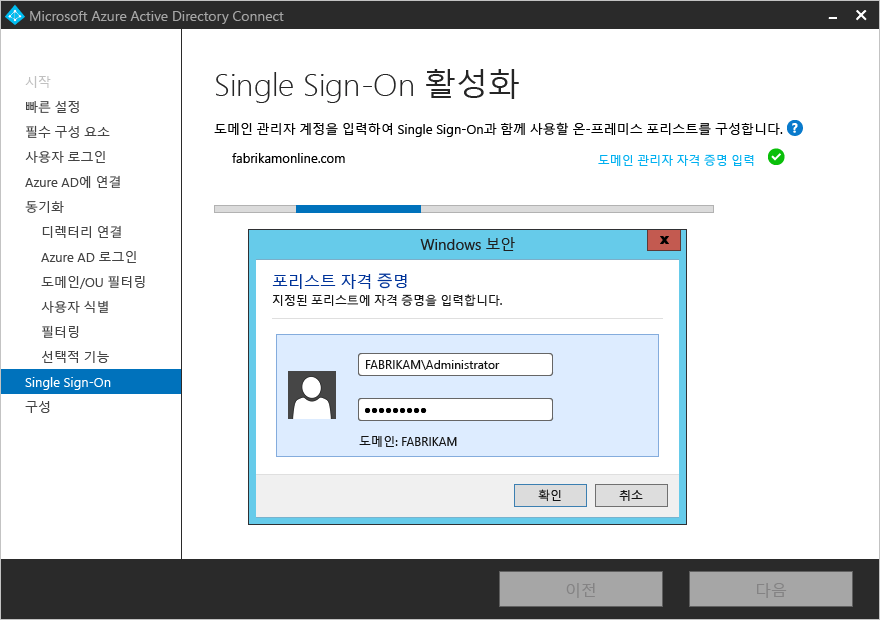 Microsoft Azure Active Directory Connect
시작
빠른 설정
필수 구성 요소
사용자 로그인
Azure AD에 연결
동기화
디렉터리 연결
Azure AD 로그인
도메인/OU 필터링
사용자 식별
필터링
선택적 기능
Single Sign-On
구성
Single Sign-On 활성화
도메인 관리자 계정을 입력하여 Single Sign-On과 함께 사용할 온-프레미스 포리스트를 구성합니다. ?
fabrikamonline.com 도메인 관리자 자격 증명 입력
Windows 보안
x
포리스트 자격 증명
지정된 포리스트에 자격 증명을 입력합니다.
FABRIKAM\Administrator
●●●●●●●●●
도메인: FABRIKAM
확인 취소
이전 다음